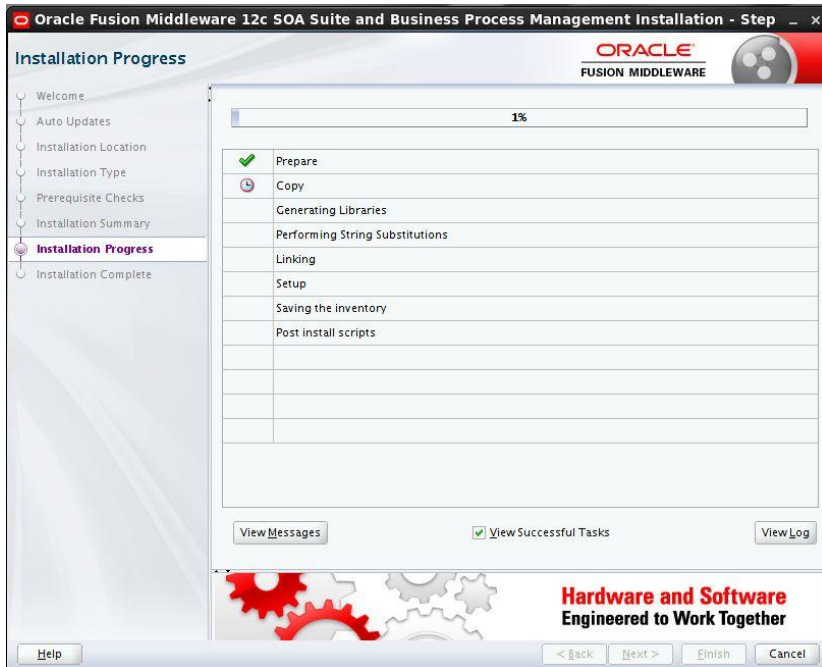 Oracle Fusion Middleware 12c SOA Suite and Business Process Management Installation - Step
Installation Progress
ORACLE
FUSION MIDDLEWARE
Welcome
Auto Updates
Installation Location
Installation Type
Prerequisite Checks
Installation Summary
Installation Progress
Installation Complete
1%
Prepare
Copy
Generating Libraries
Performing String Substitutions
Linking
Setup
Saving the inventory
Post install scripts
View Messages
View Successful Tasks
View Log
Hardware and Software
Engineered to Work Together
Help
< Back
Next >
Finish
Cancel